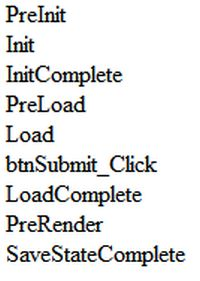 PreInit
Init
InitComplete
PreLoad
Load
btnSubmit_Click
LoadComplete
PreRender
SaveStateComplete